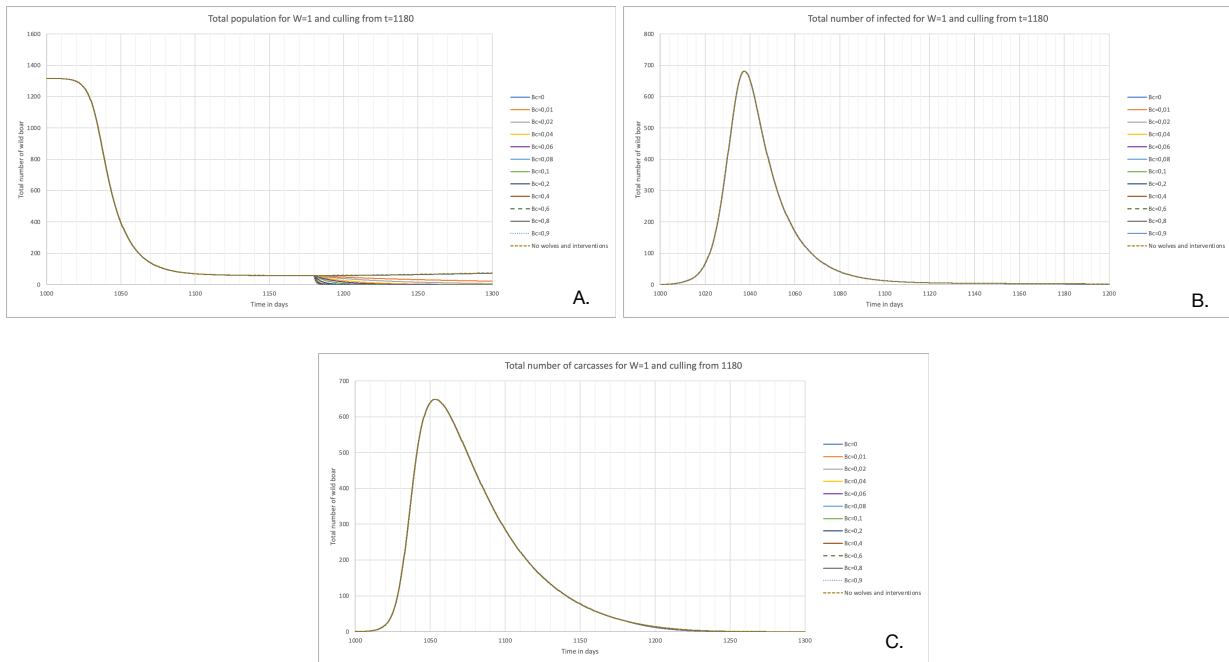 Total population for W=1 and culling from t=1180
1600
1400
1200
1000
800
600
400
200
0
Total number of wild boar
1000
1050
1100
1150
1200
1250
1300
Time in days
Bc=0
Bc=0,01
Bc=0,02
Bc=0,04
Bc=0,06
Bc=0,08
Bc=0,1
Bc=0,2
Bc=0,4
Bc=0,6
Bc=0,8
Bc=0,9
No wolves and interventions
A.
Total number of infected for W=1 and culling from t=1180
800
700
600
500
400
300
200
100
0
Total number of wild boar
1000
1020
1040
1060
1080
1100
1120
1140
1160
1180
1200
Time in days
Bc=0
Bc=0,01
Bc=0,02
Bc=0,04
Bc=0,06
Bc=0,08
Bc=0,1
Bc=0,2
Bc=0,4
Bc=0,6
Bc=0,8
Bc=0,9
No wolves and interventions
B.
Total number of carcasses for W=1 and culling from 1180
700
600
500
400
300
200
100
0
Total number of wild boar
1000
1050
1100
1150
1200
1250
1300
Time in days
Bc=0
Bc=0,01
Bc=0,02
Bc=0,04
Bc=0,06
Bc=0,08
Bc=0,1
Bc=0,2
Bc=0,4
Bc=0,6
Bc=0,8
Bc=0,9
No wolves and interventions
C.